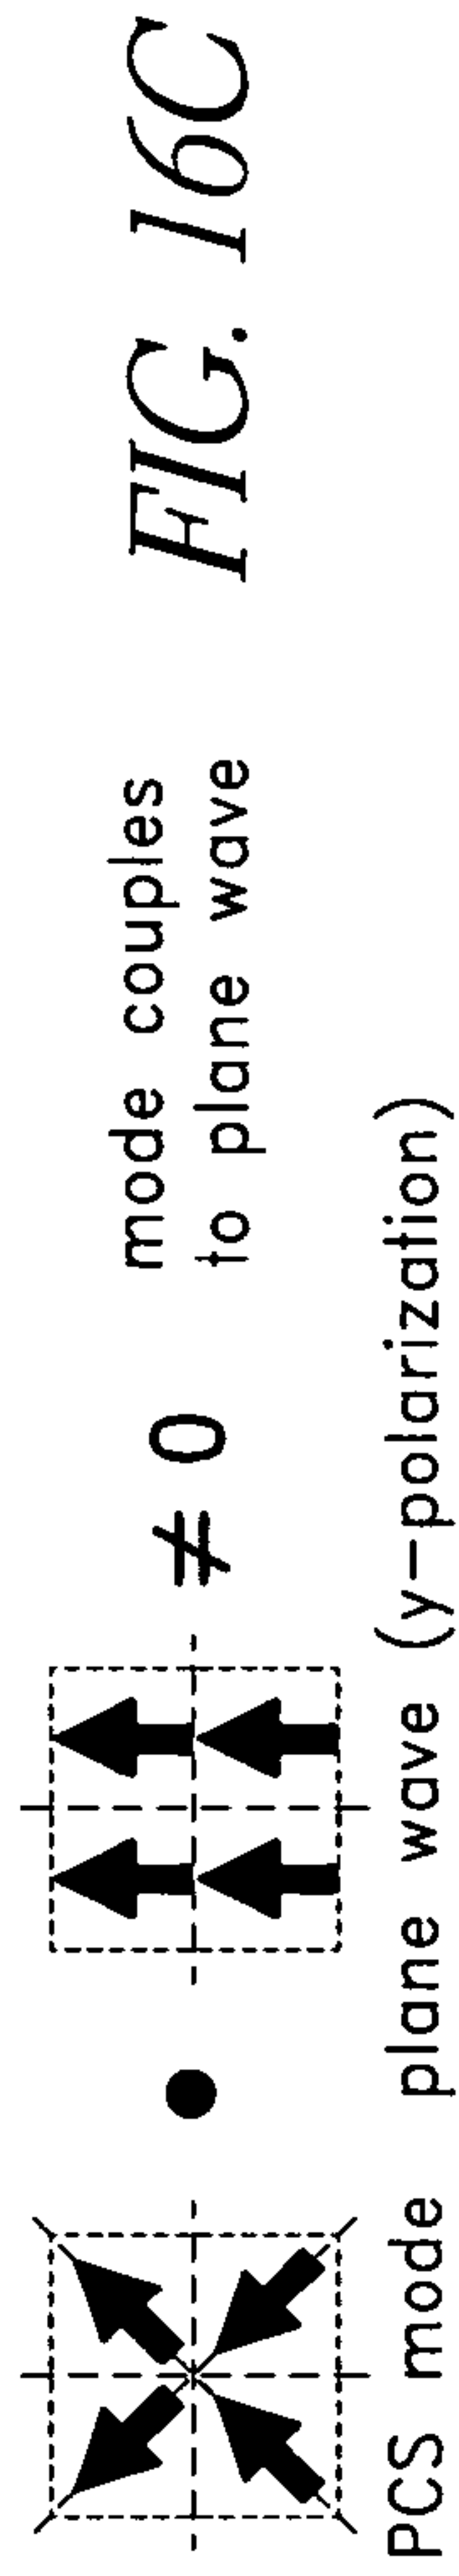 ≠ 0
mode couples
to plane wave
PCS mode
plane wave (y-polarization)
FIG. 16C